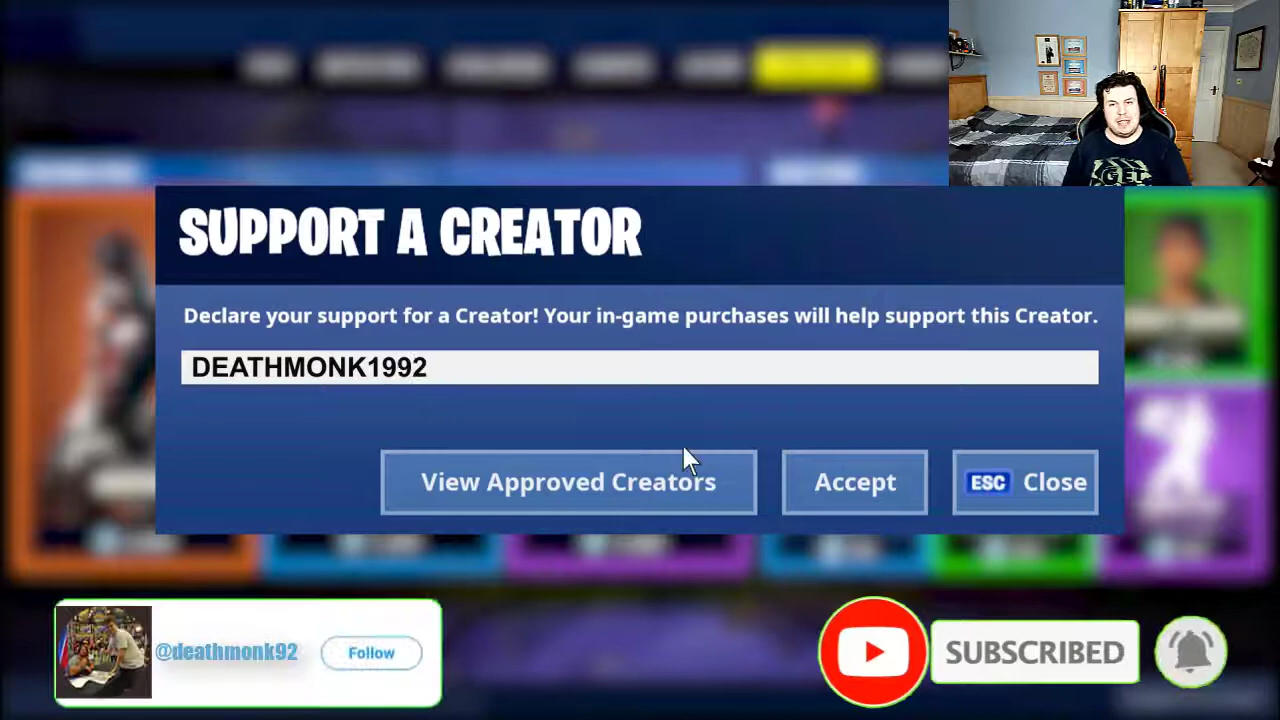 SUPPORT A CREATOR
Declare your support for a Creator! Your in-game purchases will help support this Creator.
DEATHMONK1992
View Approved Creators
Accept
ESC Close
@deathmonk92
Follow
SUBSCRIBED